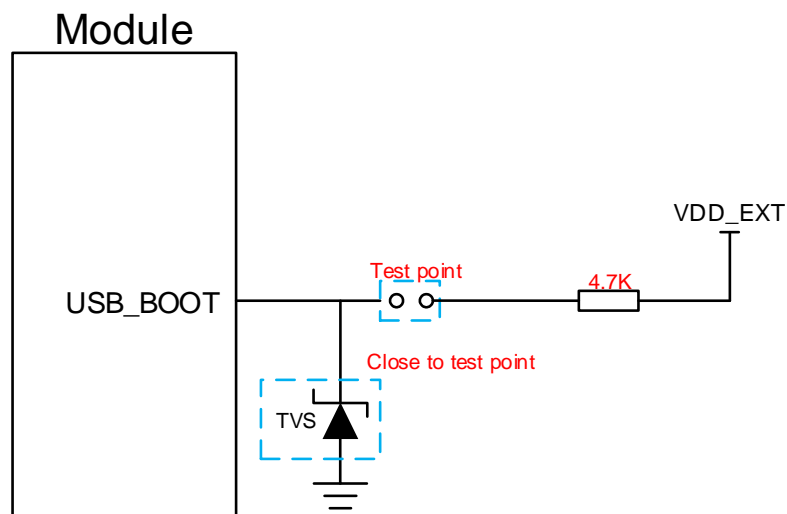 Module
VDD_EXT
Test point
4.7K
USB_BOOT
Close to test point
TVS